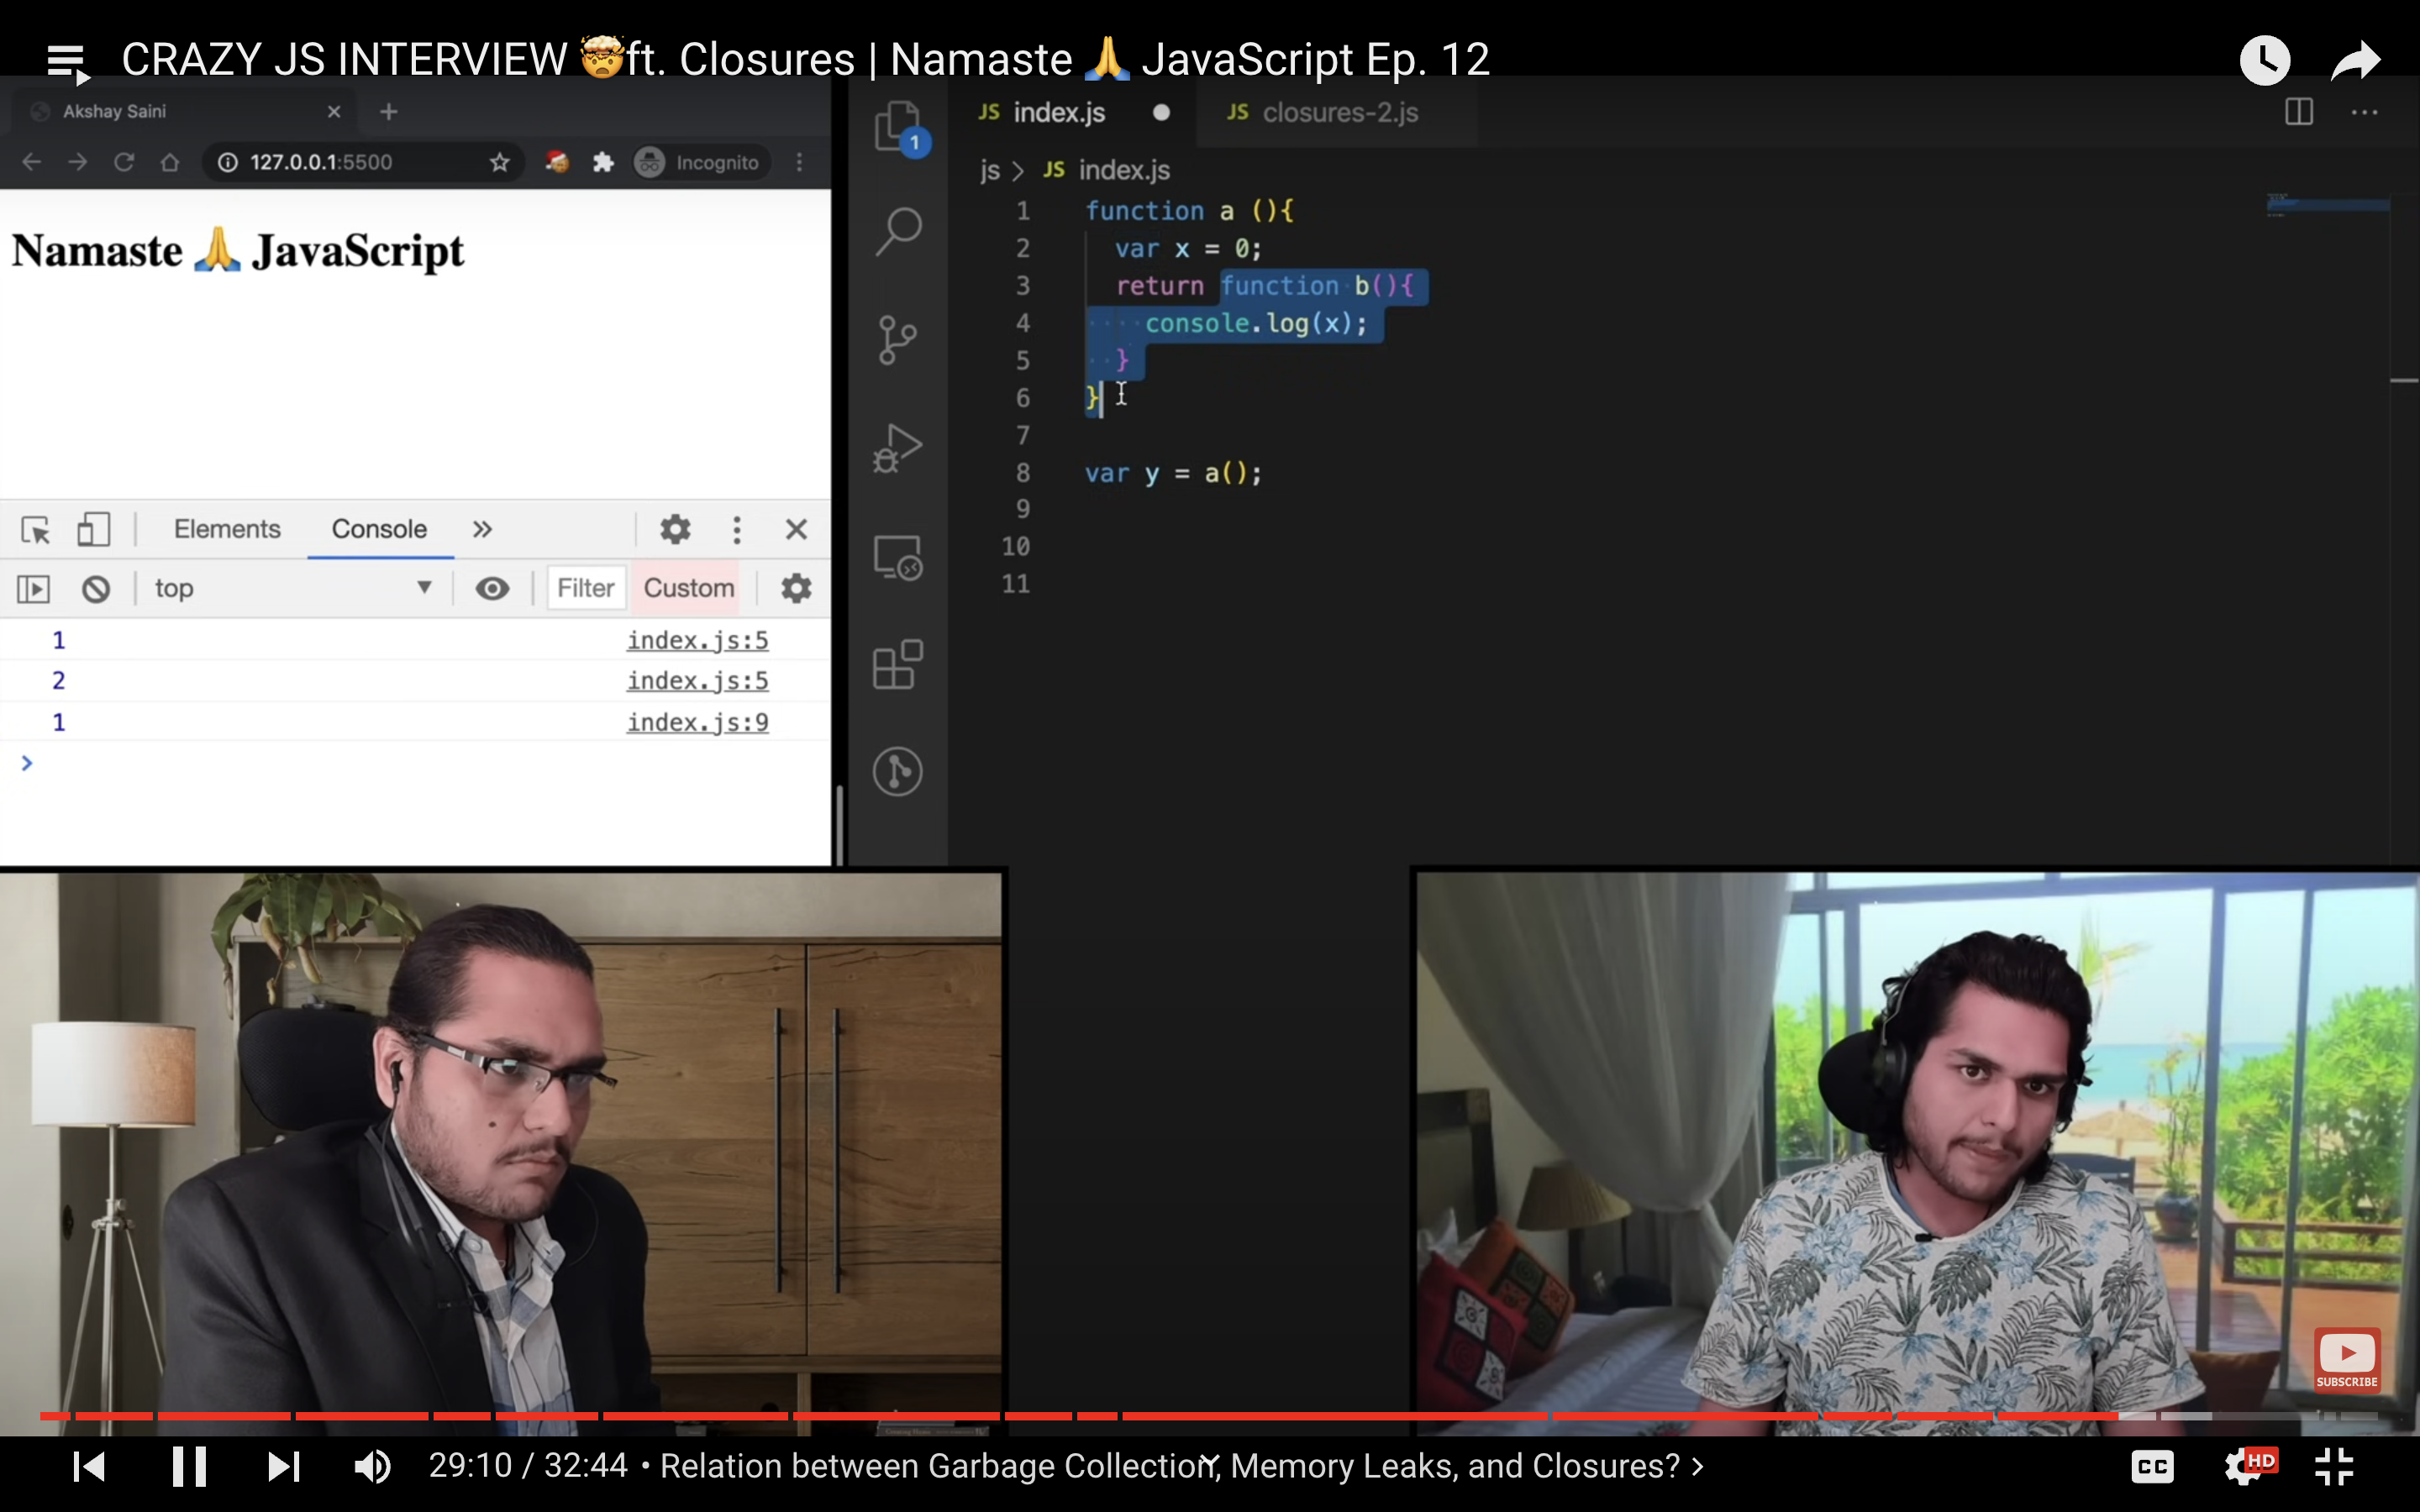 CRAZY JS INTERVIEW 🤯ft. Closures | Namaste 🙏 JavaScript Ep. 12
Akshay Saini
127.0.0.1:5500
Incognito
Namaste 🙏 JavaScript
Elements
Console
top
Filter
Custom
1 index.js:5
2 index.js:5
1 index.js:9
1
JS index.js
JS closures-2.js
js > JS index.js
1 function a (){
2 var x = 0;
3 return function b(){
4 console.log(x);
5 }
6 }
7
8 var y = a();
9
10
11
SUBSCRIBE
29:10 / 32:44 • Relation between Garbage Collection, Memory Leaks, and Closures? >
CC
HD